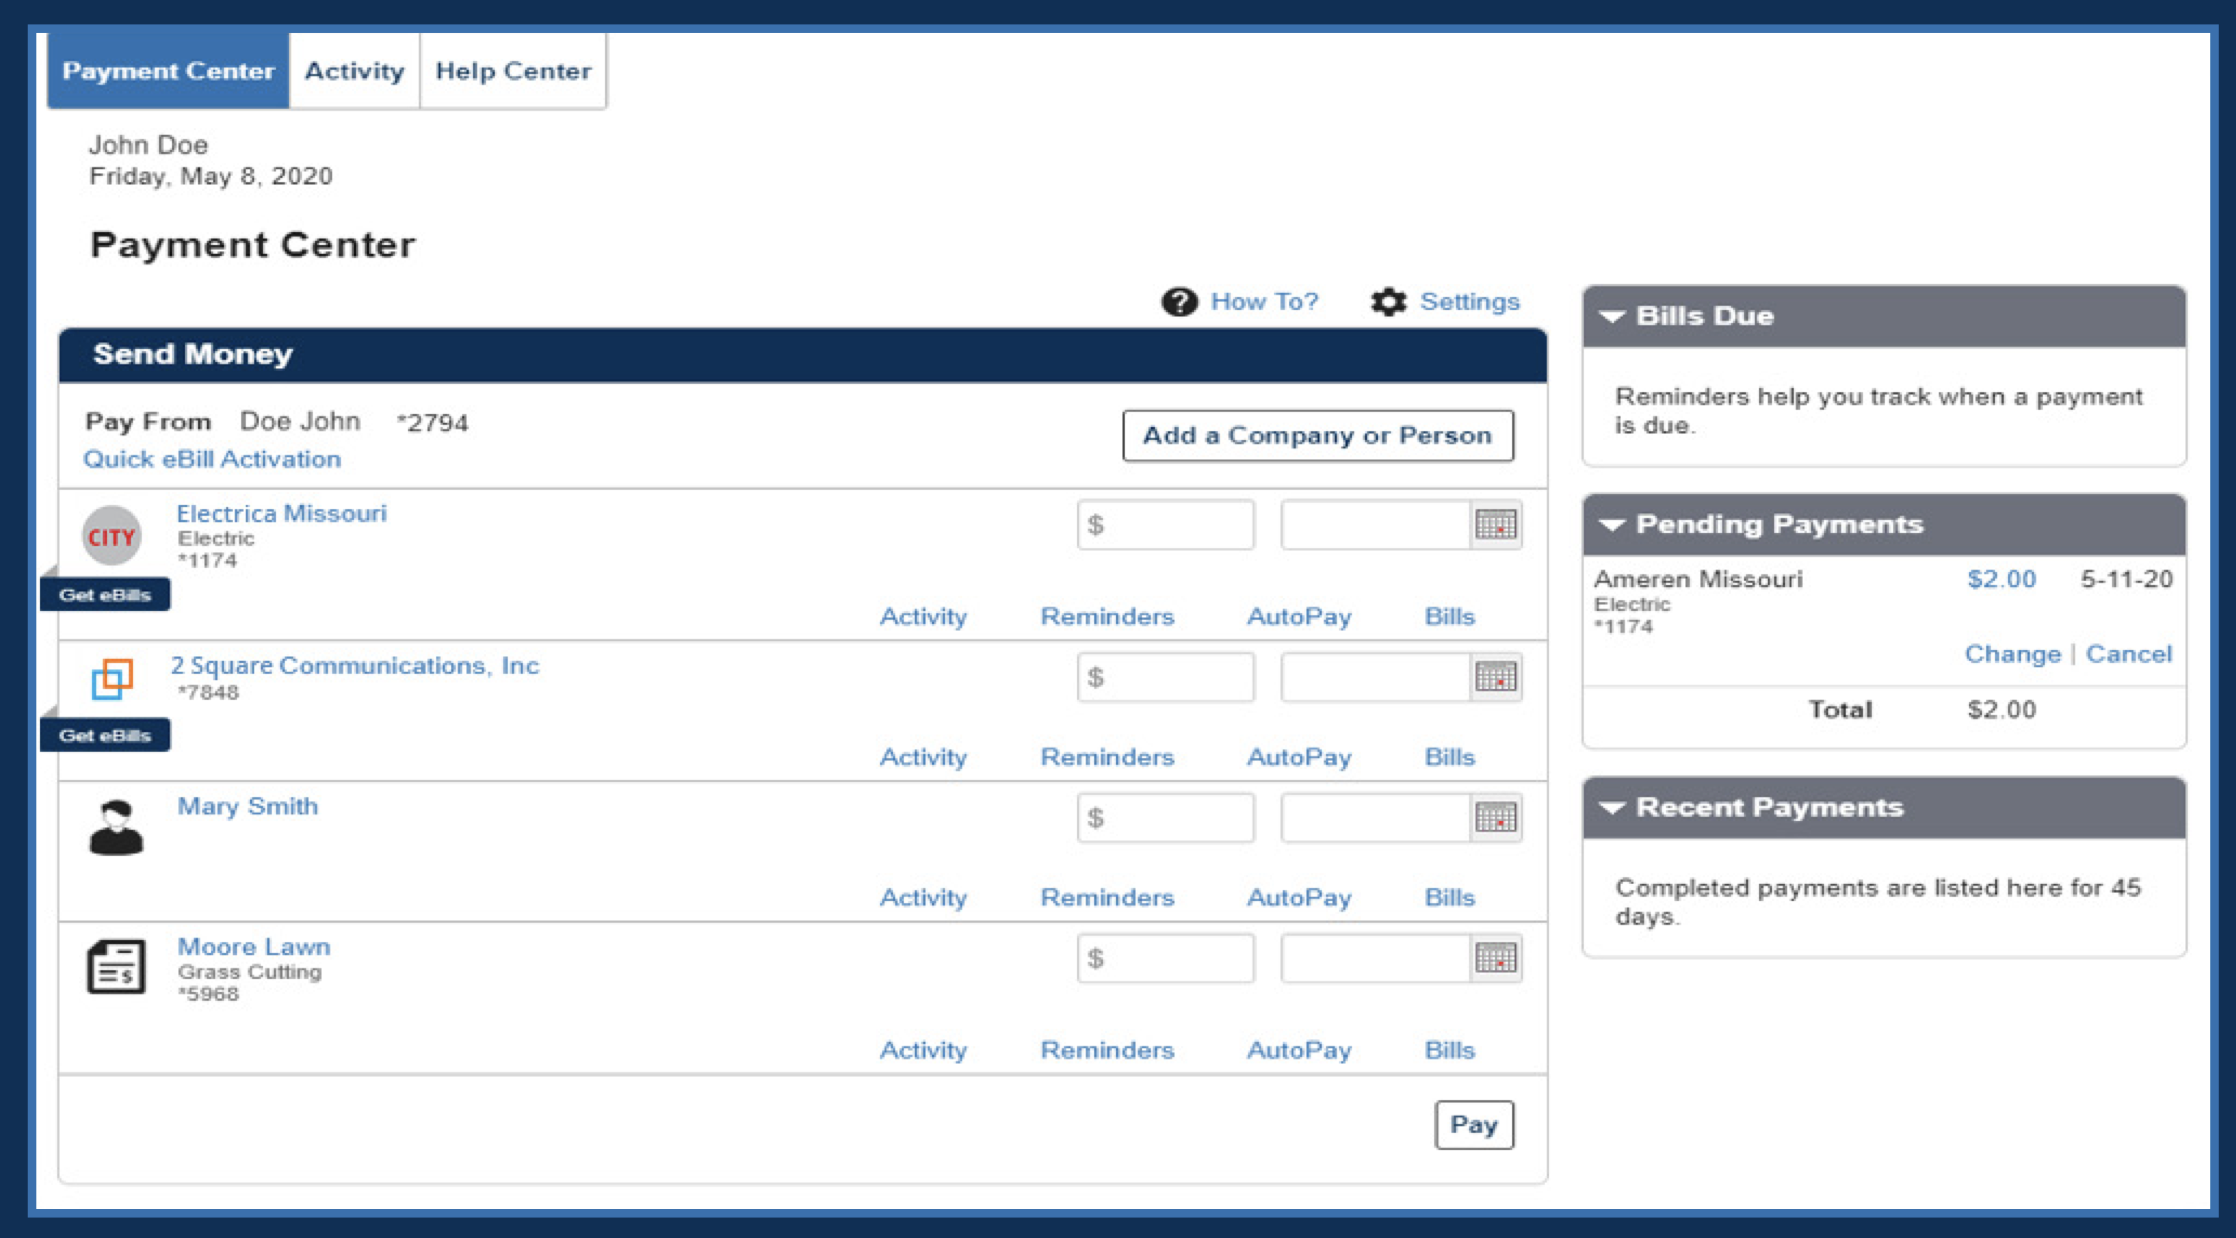 Payment Center Activity Help Center
John Doe
Friday, May 8, 2020
Payment Center
? How To? Settings
Send Money
Pay From Doe John *2794
Add a Company or Person
Quick eBill Activation
CITY
Electrica Missouri
Electric
*1174
$
Get eBills
Activity Reminders AutoPay Bills
2 Square Communications, Inc
*7848
$
Get eBills
Activity Reminders AutoPay Bills
Mary Smith
$
Activity Reminders AutoPay Bills
$
Moore Lawn
Grass Cutting
*5968
$
Activity Reminders AutoPay Bills
Pay
Bills Due
Reminders help you track when a payment
is due.
Pending Payments
Ameren Missouri $2.00 5-11-20
Electric
*1174
Change | Cancel
Total $2.00
Recent Payments
Completed payments are listed here for 45
days.